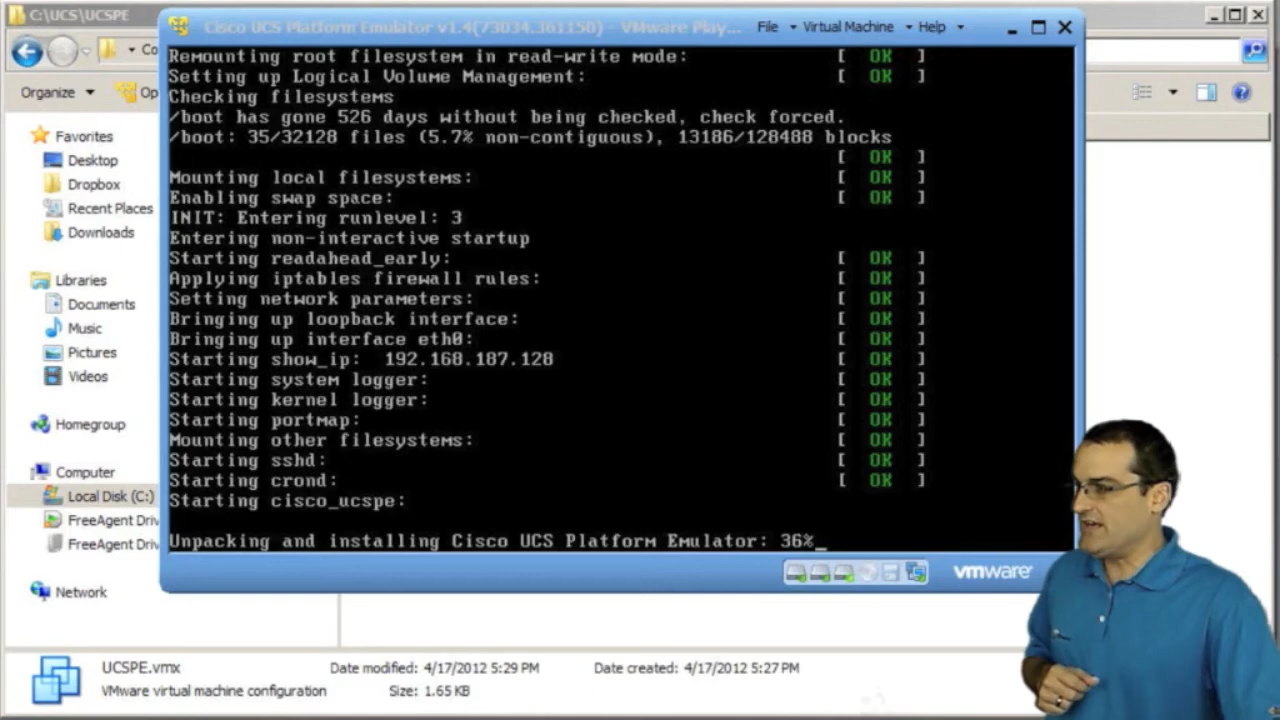 C:\UCS\UCSPE
Cisco UCS Platform Emulator v1.4(73034.361150) - VMware Play... File Virtual Machine Help
Co
Organize Op
Favorites
Desktop
Dropbox
Recent Places
Downloads
Libraries
Documents
Music
Pictures
Videos
Homegroup
Computer
Local Disk (C:)
FreeAgent Driv
FreeAgent Driv
Network
Remounting root filesystem in read-write mode: [ OK ]
Setting up Logical Volume Management: [ OK ]
Checking filesystems
/boot has gone 526 days without being checked, check forced.
/boot: 35/32128 files (5.7% non-contiguous), 13186/128488 blocks
[ OK ]
Mounting local filesystems: [ OK ]
Enabling swap space: [ OK ]
INIT: Entering runlevel: 3
Entering non-interactive startup
Starting readahead_early: [ OK ]
Applying iptables firewall rules: [ OK ]
Setting network parameters: [ OK ]
Bringing up loopback interface: [ OK ]
Bringing up interface eth0: [ OK ]
Starting show_ip: 192.168.187.128 [ OK ]
Starting system logger: [ OK ]
Starting kernel logger: [ OK ]
Starting portmap: [ OK ]
Mounting other filesystems: [ OK ]
Starting sshd: [ OK ]
Starting crond: [ OK ]
Starting cisco_ucspe:
Unpacking and installing Cisco UCS Platform Emulator: 36%_
vmware
UCSPE.vmx Date modified: 4/17/2012 5:29 PM Date created: 4/17/2012 5:27 PM
VMware virtual machine configuration Size: 1.65 KB